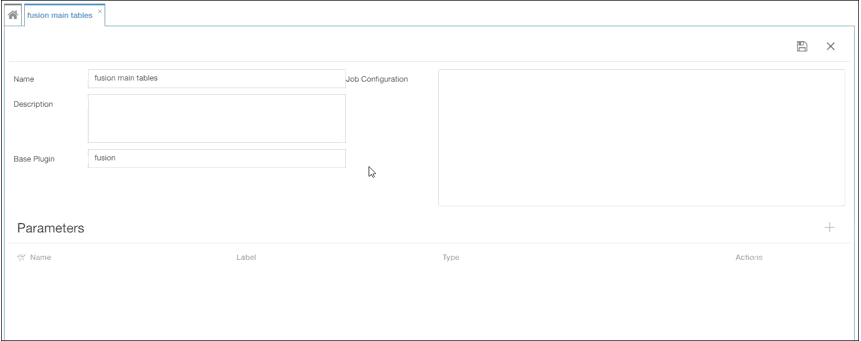 fusion main tables
Name
fusion main tables
Job Configuration
Description
Base Plugin
fusion
Parameters
Name Label Type Actions